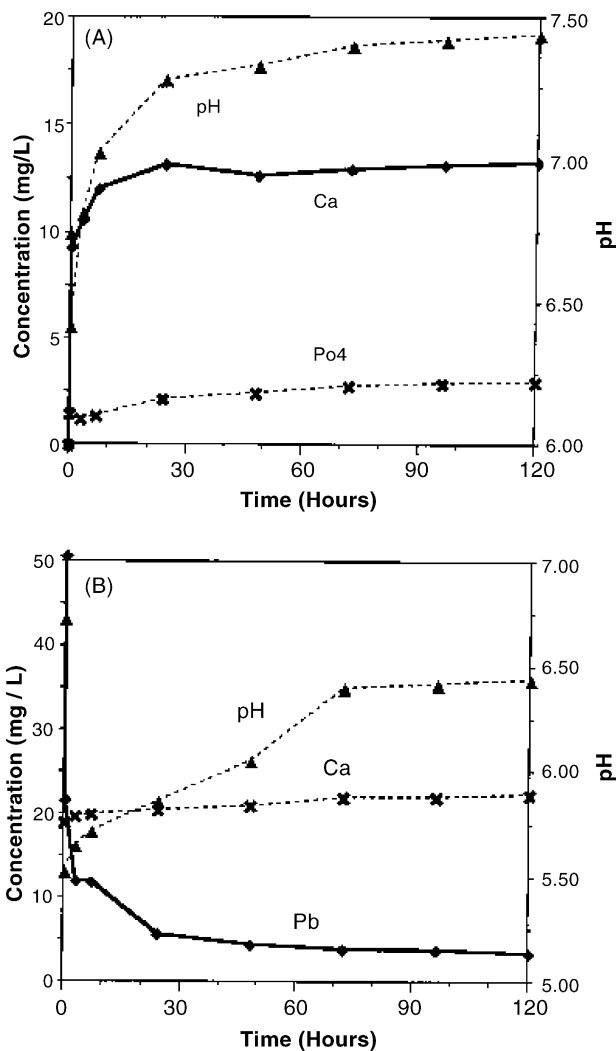 (A)
20
15
10
5
0
Concentration (mg/L)
7.50
7.00
6.50
6.00
pH
pH
Ca
Po4
0 30 60 90 120
Time (Hours)
(B)
50
40
30
20
10
0
Concentration (mg / L)
7.00
6.50
6.00
5.50
5.00
pH
pH
Ca
Pb
0 30 60 90 120
Time (Hours)